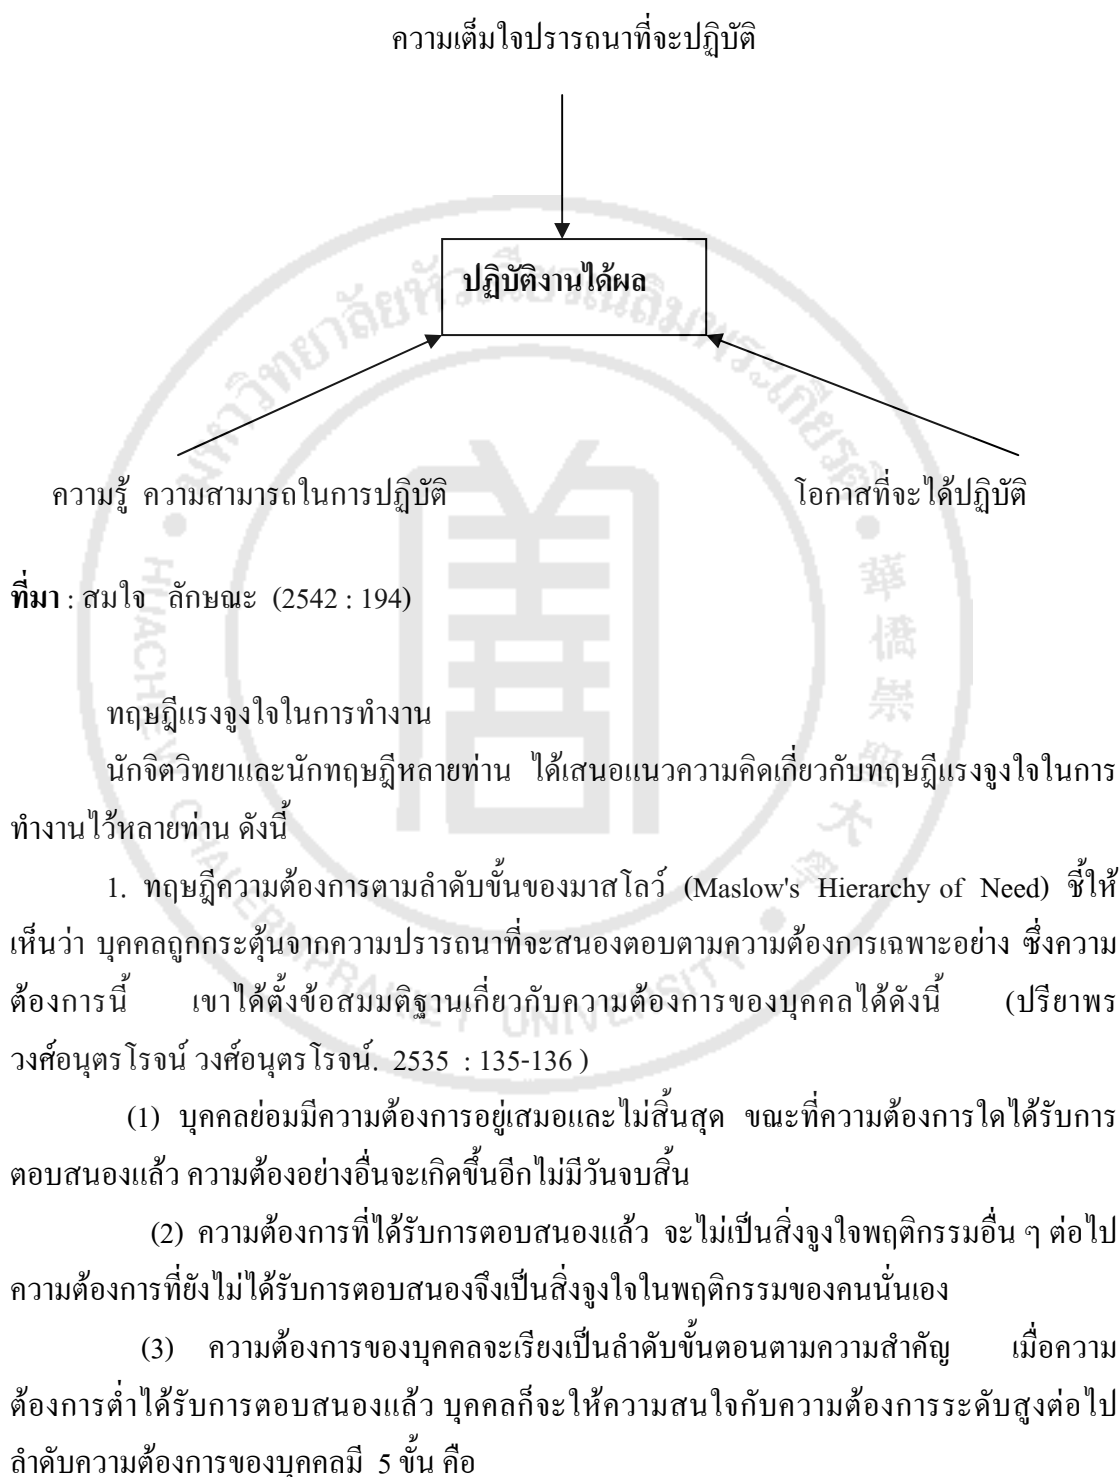 ความเต็มใจปรารถนาที่จะปฏิบัติ
ปฏิบัติงานได้ผล
ความรู้ ความสามารถในการปฏิบัติ
โอกาสที่จะได้ปฏิบัติ
ที่มา : สมใจ ลักษณะ (2542 : 194)
ทฤษฎีแรงจูงใจในการทำงาน
นักจิตวิทยาและนักทฤษฎีหลายท่าน ได้เสนอแนวความคิดเกี่ยวกับทฤษฎีแรงจูงใจในการ
ทำงานไว้หลายท่าน ดังนี้
1. ทฤษฎีความต้องการตามลำดับขั้นของมาสโลว์ (Maslow's Hierarchy of Need) ชี้ให้
เห็นว่า บุคคลถูกกระตุ้นจากความปรารถนาที่จะสนองตอบตามความต้องการเฉพาะอย่าง ซึ่งความ
ต้องการนี้ เขาได้ตั้งข้อสมมติฐานเกี่ยวกับความต้องการของบุคคลได้ดังนี้ (ปรียาพร
วงศ์อนุตรโรจน์ วงศ์อนุตรโรจน์. 2535 : 135-136 )
(1) บุคคลย่อมมีความต้องการอยู่เสมอและไม่สิ้นสุด ขณะที่ความต้องการใดได้รับการ
ตอบสนองแล้ว ความต้องอย่างอื่นจะเกิดขึ้นอีกไม่มีวันจบสิ้น
(2) ความต้องการที่ได้รับการตอบสนองแล้ว จะไม่เป็นสิ่งจูงใจพฤติกรรมอื่น ๆ ต่อไป
ความต้องการที่ยังไม่ได้รับการตอบสนองจึงเป็นสิ่งจูงใจในพฤติกรรมของคนนั่นเอง
(3) ความต้องการของบุคคลจะเรียงเป็นลำดับขั้นตอนตามความสำคัญ เมื่อความ
ต้องการต่ำได้รับการตอบสนองแล้ว บุคคลก็จะให้ความสนใจกับความต้องการระดับสูงต่อไป
ลำดับความต้องการของบุคคลมี 5 ขั้น คือ
มหาวิทยาลัยหัวเฉียวเฉลิมพระเกียรติ
HUACHIEW CHALERMPRAKIET UNIVERSITY
華僑崇聖大學